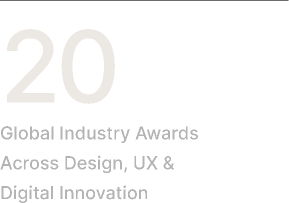 20
Global Industry Awards
Across Design, UX &
Digital Innovation